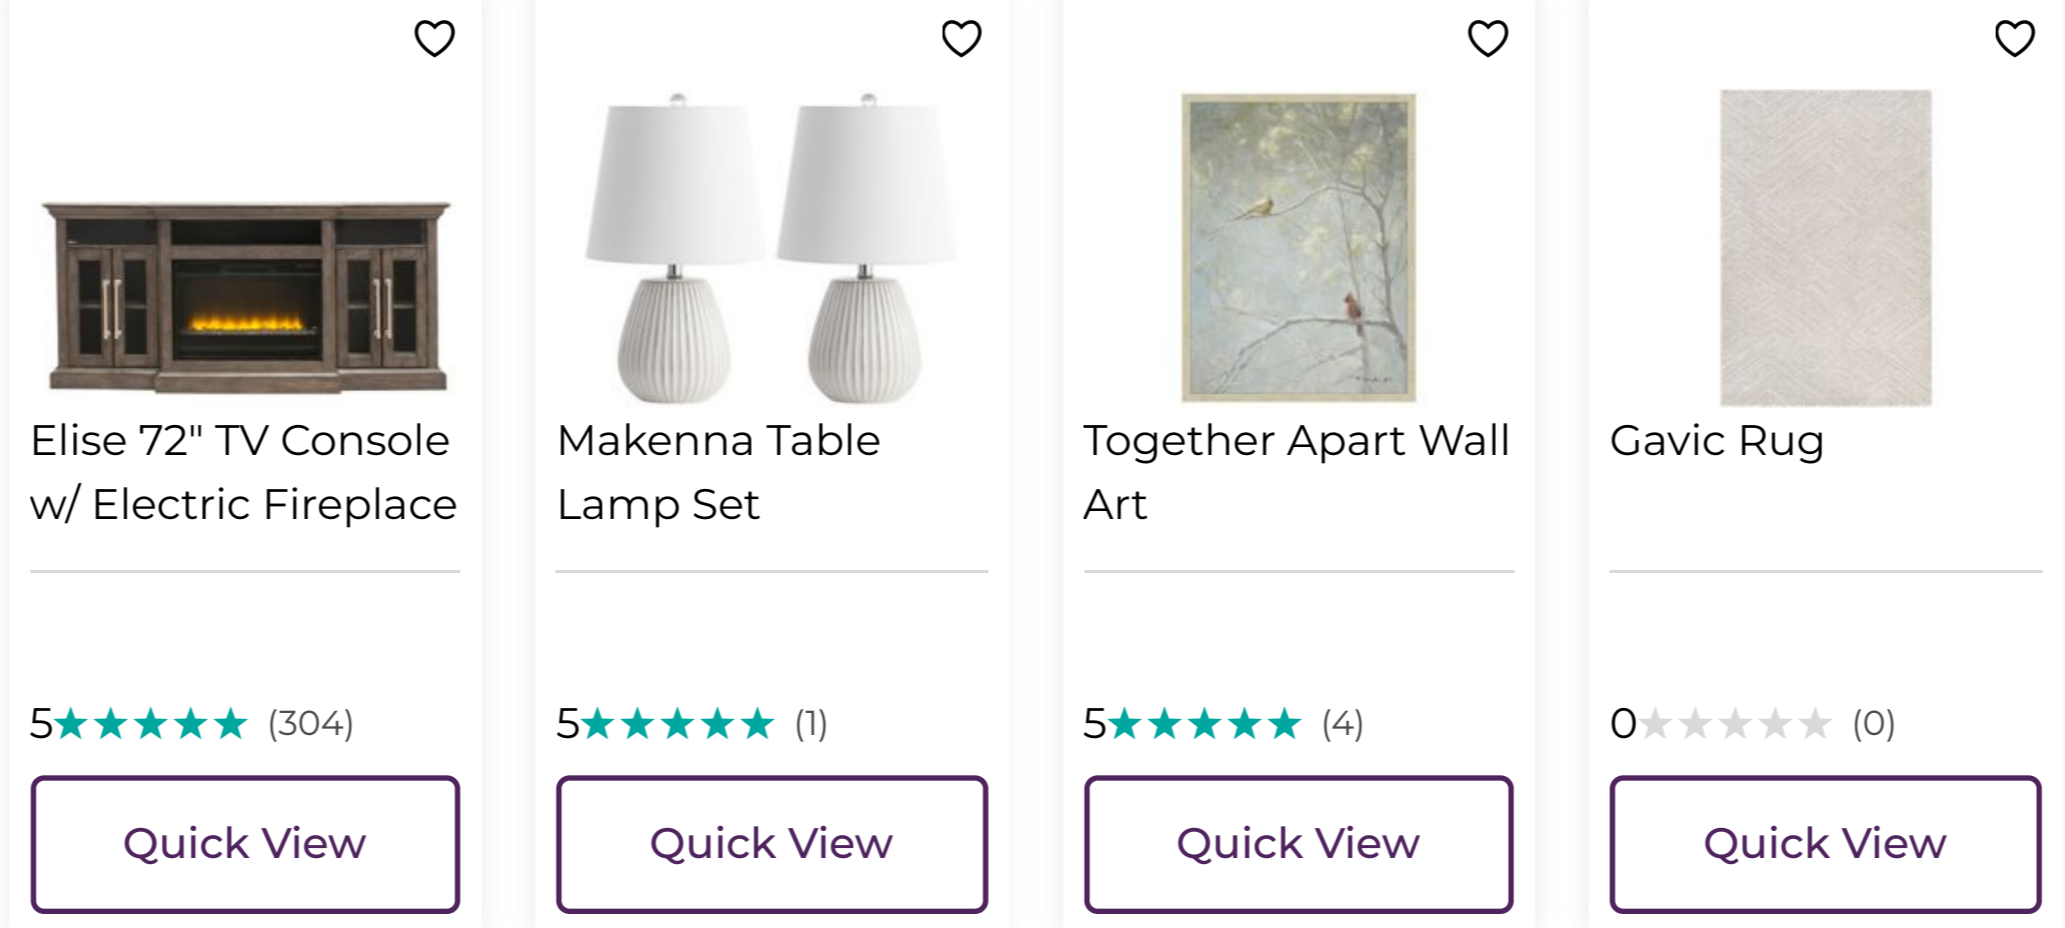 Elise 72" TV Console
w/ Electric Fireplace
5 (304)
Quick View
Makenna Table
Lamp Set
5 (1)
Quick View
Together Apart Wall
Art
5 (4)
Quick View
Gavic Rug
0 (0)
Quick View